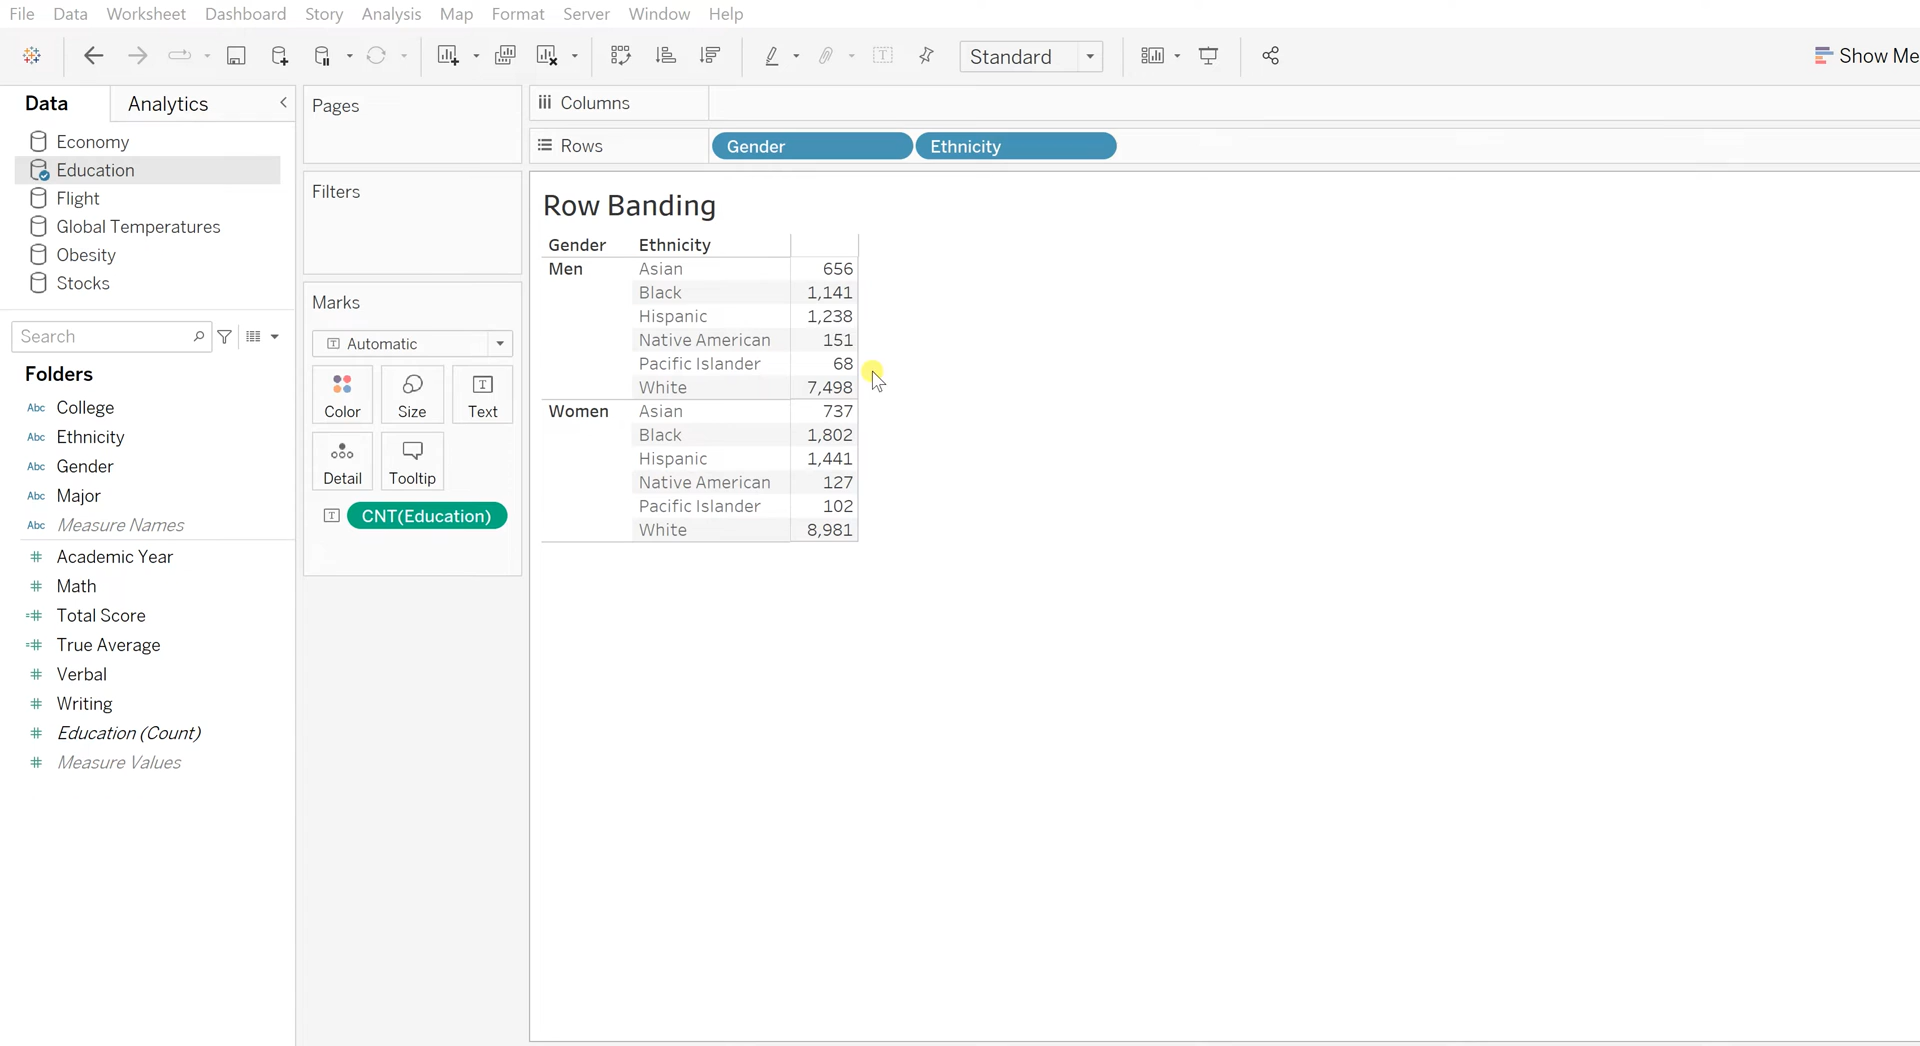 File Data Worksheet Dashboard Story Analysis Map Format Server Window Help
Standard
Show Me
Data Analytics
Economy
Education
Flight
Global Temperatures
Obesity
Stocks
Search
Folders
Abc College
Abc Ethnicity
Abc Gender
Abc Major
Abc Measure Names
# Academic Year
# Math
=# Total Score
=# True Average
# Verbal
# Writing
# Education (Count)
# Measure Values
Pages
Filters
Marks
T Automatic
Color Size T Text
Detail Tooltip
T CNT(Education)
Columns
Rows Gender Ethnicity
Row Banding
Gender Ethnicity
Men Asian 656
Black 1,141
Hispanic 1,238
Native American 151
Pacific Islander 68
White 7,498
Women Asian 737
Black 1,802
Hispanic 1,441
Native American 127
Pacific Islander 102
White 8,981